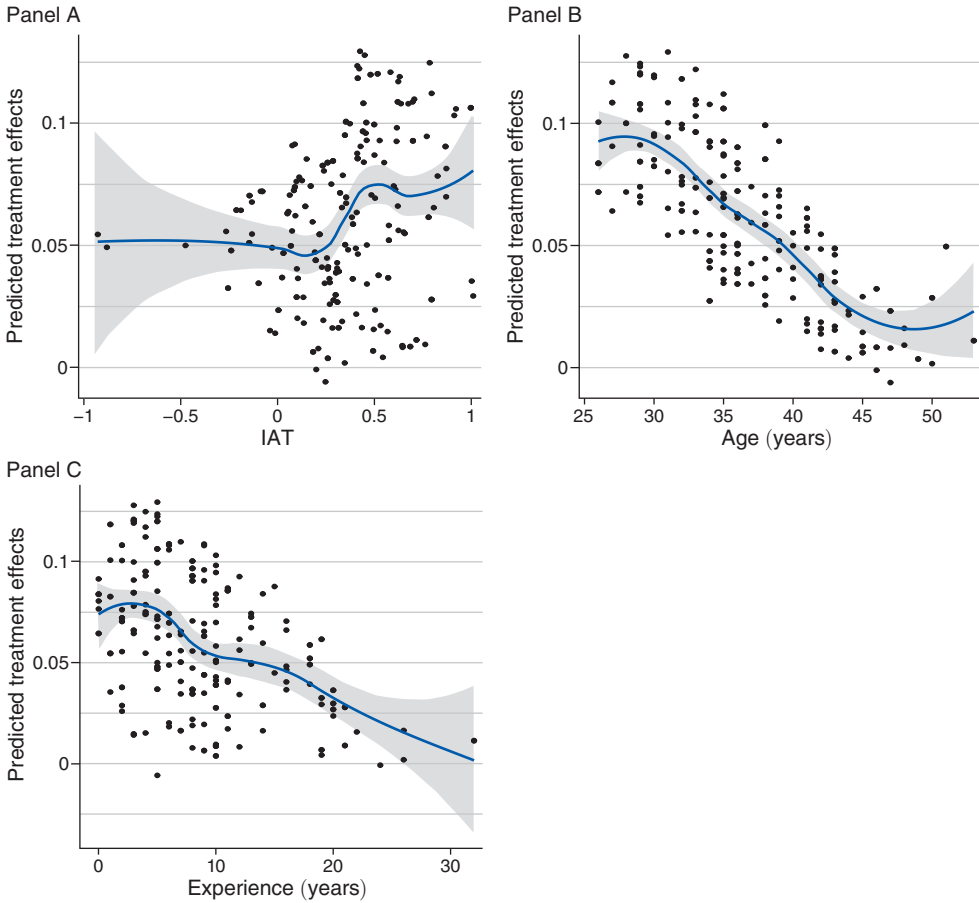 Panel A
Predicted treatment effects
0.1
0.05
0
−1
−0.5
0
0.5
1
IAT
Panel B
Predicted treatment effects
0.1
0.05
0
25
30
35
40
45
50
Age (years)
Panel C
Predicted treatment effects
0.1
0.05
0
0
10
20
30
Experience (years)